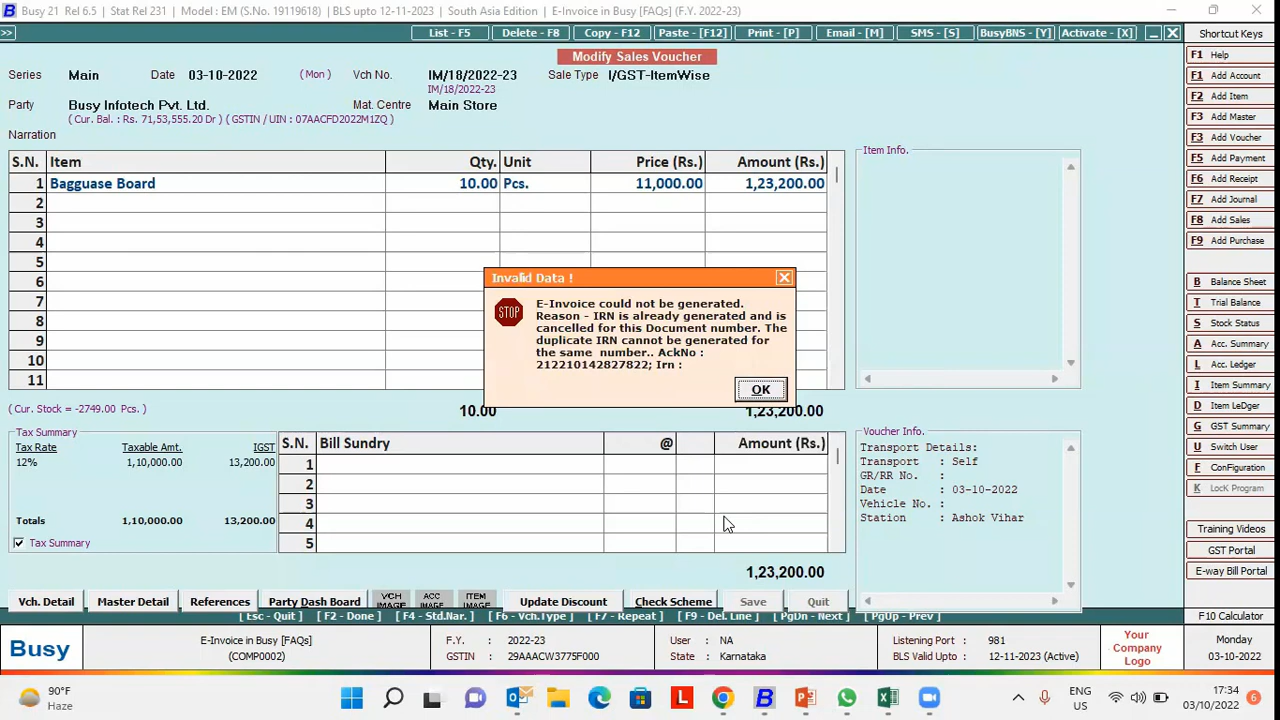 Busy 21 Rel 6.5 | Stat Rel 231 | Model : EM (S.No. 19119618) | BLS upto 12-11-2023 | South Asia Edition | E-Invoice in Busy [FAQs] (F.Y. 2022-23)
>> List - F5 Delete - F8 Copy - F12 Paste - [F12] Print - [P] Email - [M] SMS - [S] BusyBNS - [Y] Activate - [X] Shortcut Keys
Modify Sales Voucher
Series Main Date 03-10-2022 (Mon) Vch No. IM/18/2022-23 Sale Type I/GST-ItemWise
IM/18/2022-23
Party Busy Infotech Pvt. Ltd. Mat. Centre Main Store
( Cur. Bal. : Rs. 71,53,555.20 Dr ) ( GSTIN / UIN : 07AACFD2022M1ZQ )
Narration
S.N. Item Qty. Unit Price (Rs.) Amount (Rs.)
1 Bagguase Board 10.00 Pcs. 11,000.00 1,23,200.00
2
3
4
5
6
7
8
9
10
11
( Cur. Stock = -2749.00 Pcs. ) 10.00 1,23,200.00
Item Info.
Invalid Data !
STOP
E-Invoice could not be generated.
Reason - IRN is already generated and is
cancelled for this Document number. The
duplicate IRN cannot be generated for
the same number.. AckNo :
212210142827822; Irn :
OK
Tax Summary
Tax Rate Taxable Amt. IGST
12% 1,10,000.00 13,200.00
Totals 1,10,000.00 13,200.00
Tax Summary
S.N. Bill Sundry @ Amount (Rs.)
1
2
3
4
5
1,23,200.00
Voucher Info.
Transport Details:
Transport : Self
GR/RR No. :
Date : 03-10-2022
Vehicle No. :
Station : Ashok Vihar
Vch. Detail Master Detail References Party Dash Board VCH IMAGE ACC IMAGE ITEM IMAGE Update Discount Check Scheme Save Quit
[ Esc - Quit ] [ F2 - Done ] [ F4 - Std.Nar. ] [ F6 - Vch.Type ] [ F7 - Repeat ] [ F9 - Del. Line ] [ PgDn - Next ] [ PgUp - Prev ]
F1 Help
F1 Add Account
F2 Add Item
F3 Add Master
F3 Add Voucher
F5 Add Payment
F6 Add Receipt
F7 Add Journal
F8 Add Sales
F9 Add Purchase
B Balance Sheet
T Trial Balance
S Stock Status
A Acc. Summary
L Acc. Ledger
I Item Summary
D Item LeDger
G GST Summary
U Switch User
F ConFiguration
K LocK Program
Training Videos
GST Portal
E-way Bill Portal
F10 Calculator
Busy E-Invoice in Busy [FAQs] F.Y. : 2022-23 User : NA Listening Port : 981 Your Company Logo Monday
(COMP0002) GSTIN : 29AAACW3775F000 State : Karnataka BLS Valid Upto : 12-11-2023 (Active) 03-10-2022
90°F
Haze
ENG
US
17:34
03/10/2022
6